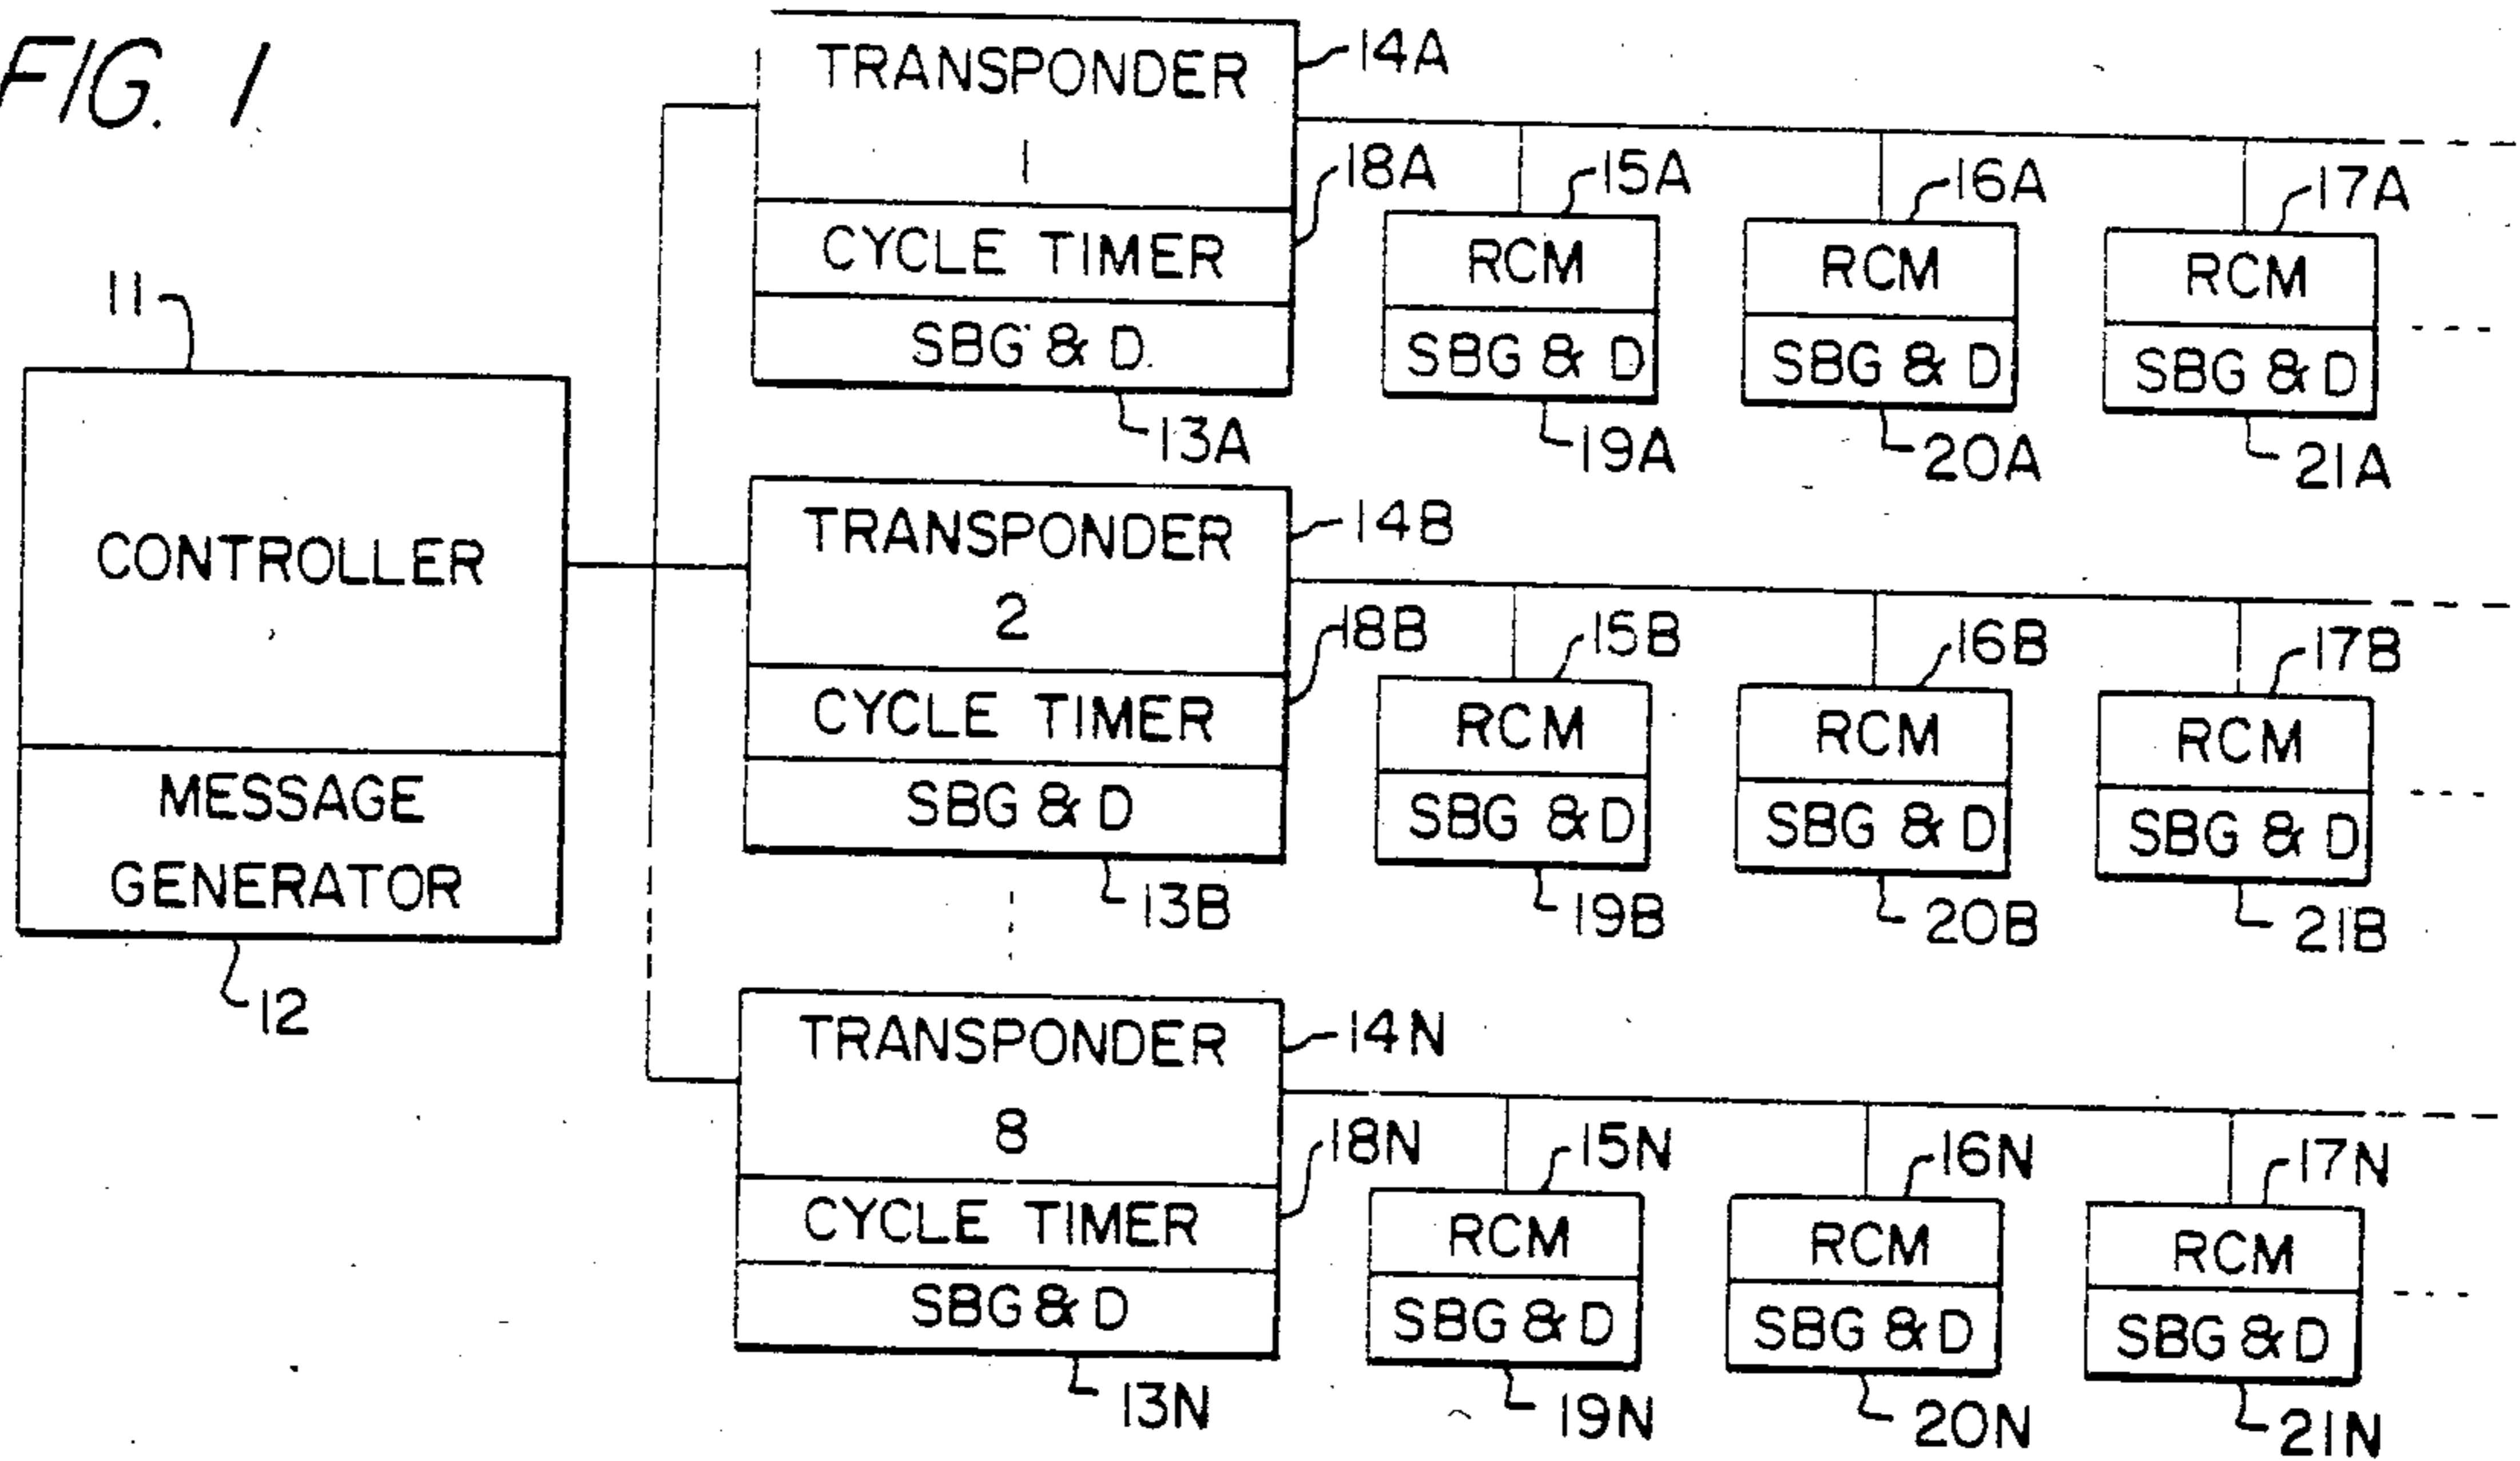 FIG. 1
TRANSPONDER
1
CYCLE TIMER
SBG & D
14A
18A
13A
15A
RCM
SBG & D
19A
16A
RCM
SBG & D
20A
17A
RCM
SBG & D
21A
11
CONTROLLER
MESSAGE
GENERATOR
12
TRANSPONDER
2
CYCLE TIMER
SBG & D
14B
18B
13B
15B
RCM
SBG & D
19B
16B
RCM
SBG & D
20B
17B
RCM
SBG & D
21B
TRANSPONDER
8
CYCLE TIMER
SBG & D
14N
18N
13N
15N
RCM
SBG & D
19N
16N
RCM
SBG & D
20N
17N
RCM
SBG & D
21N